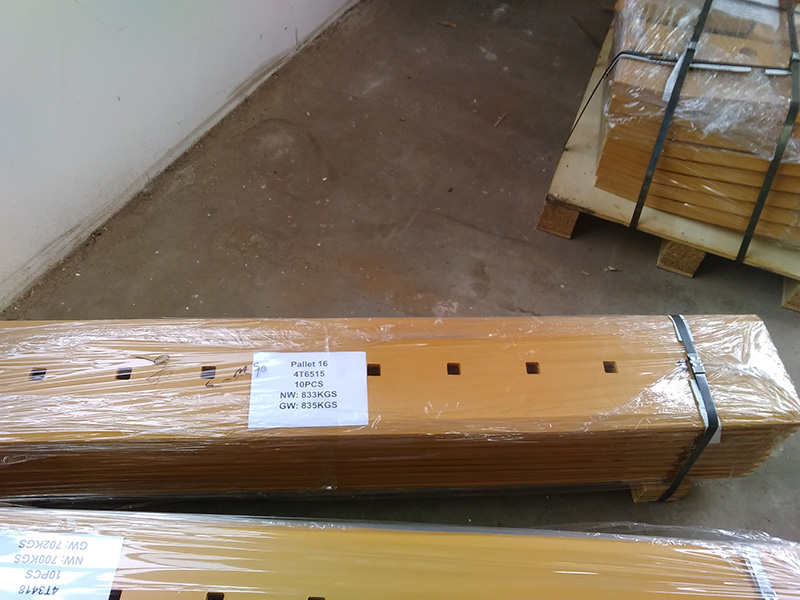 Pallet 16
4T6515
10PCS
NW: 833KGS
GW: 835KGS
4T3418
10PCS
NW: 700KGS
GW: 702KGS